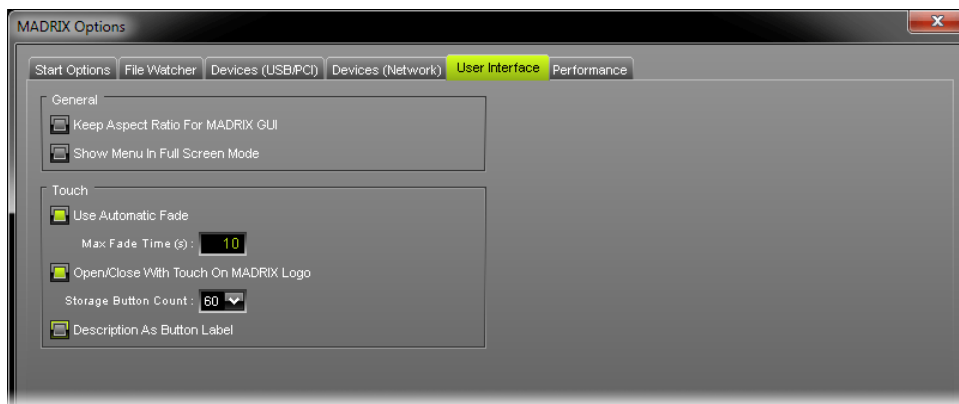 MADRIX Options
Start Options File Watcher Devices (USB/PCI) Devices (Network) User Interface Performance
General
Keep Aspect Ratio For MADRIX GUI
Show Menu In Full Screen Mode
Touch
Use Automatic Fade
Max Fade Time (s) : 10
Open/Close With Touch On MADRIX Logo
Storage Button Count : 60
Description As Button Label